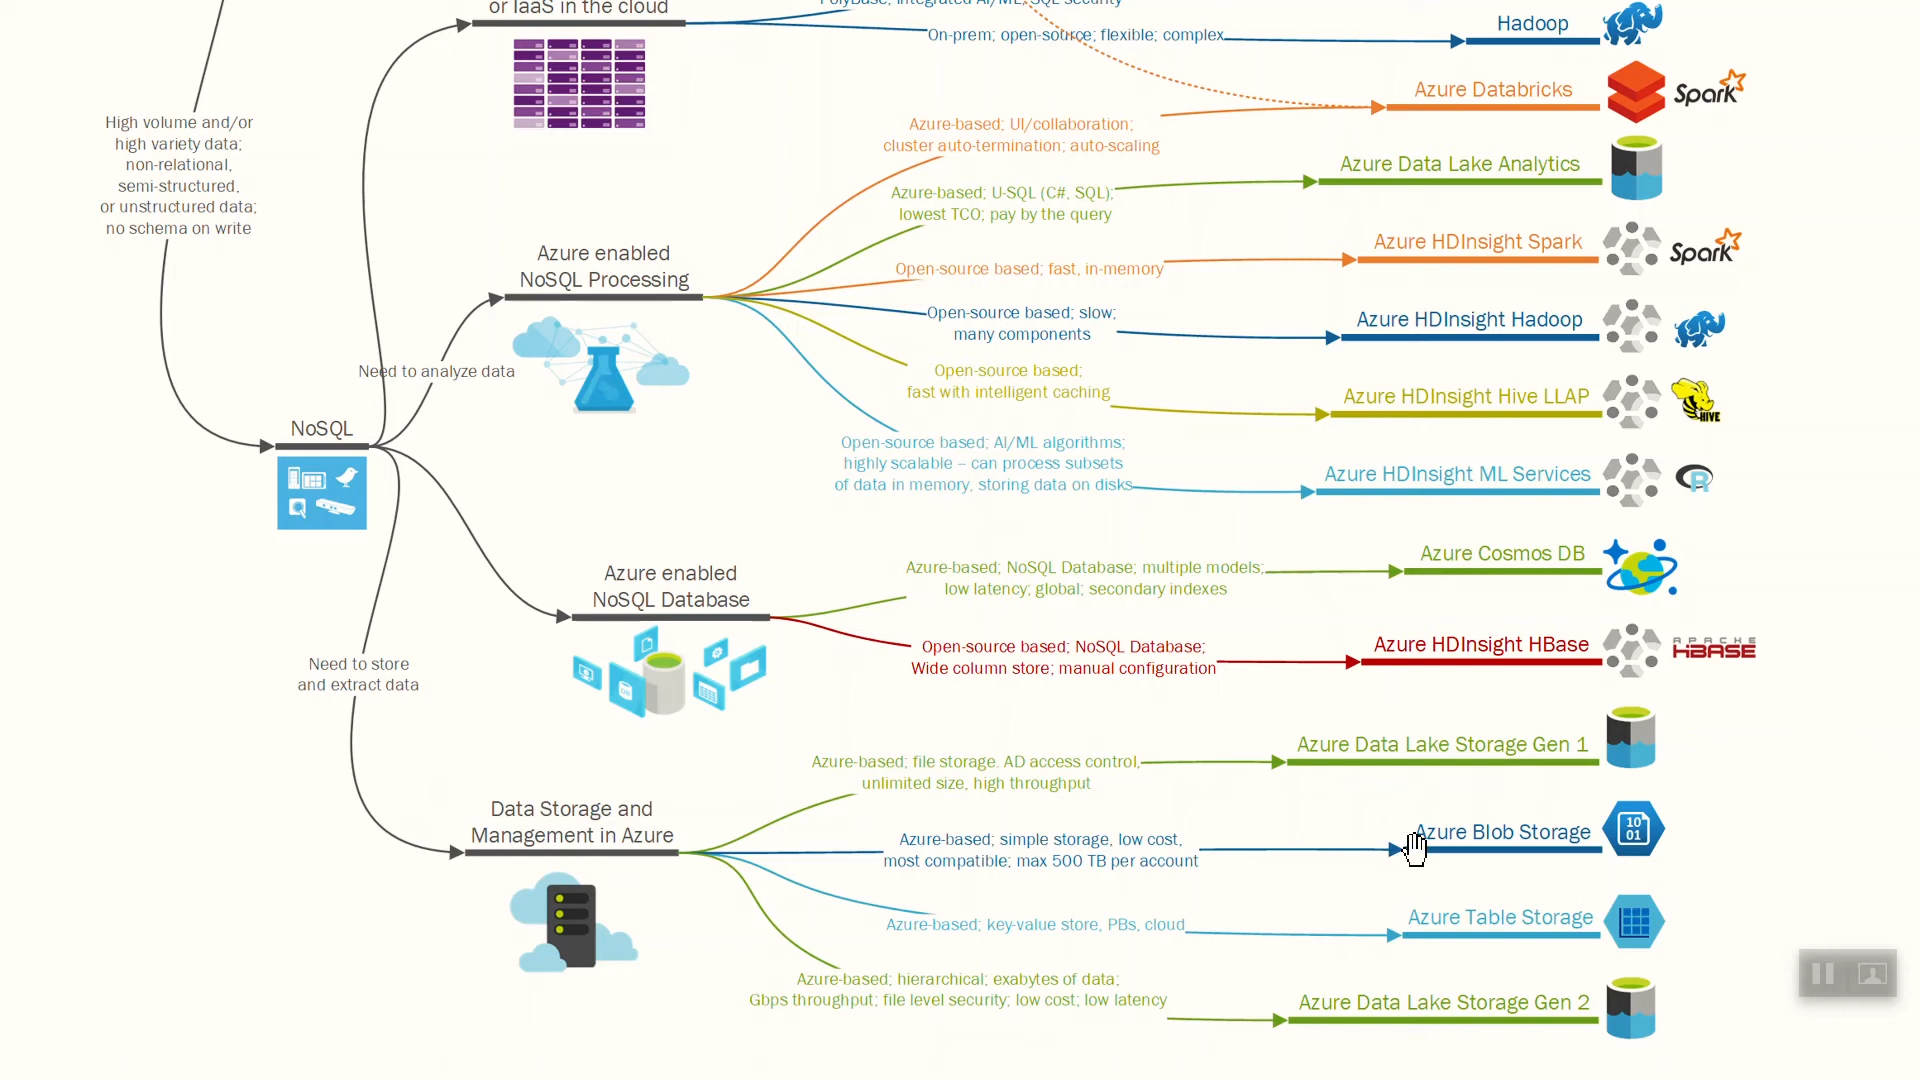 or IaaS in the cloud
PolyBase, integrated AI/ML, SQL security
On-prem; open-source; flexible; complex
Hadoop
Azure Databricks
Spark
High volume and/or
high variety data;
non-relational,
semi-structured,
or unstructured data;
no schema on write
Azure-based; UI/collaboration;
cluster auto-termination; auto-scaling
Azure Data Lake Analytics
Azure-based; U-SQL (C#, SQL),
lowest TCO; pay by the query
Azure enabled
NoSQL Processing
Azure HDInsight Spark
Spark
Open-source based; fast, in-memory
Open-source based; slow;
many components
Azure HDInsight Hadoop
Need to analyze data
Open-source based;
fast with intelligent caching
Azure HDInsight Hive LLAP
HIVE
NoSQL
Open-source based; AI/ML algorithms;
highly scalable – can process subsets
of data in memory, storing data on disks
Azure HDInsight ML Services
R
Azure enabled
NoSQL Database
Azure-based; NoSQL Database; multiple models;
low latency; global; secondary indexes
Azure Cosmos DB
Open-source based; NoSQL Database;
Wide column store; manual configuration
Azure HDInsight HBase
APACHE
HBASE
Need to store
and extract data
Azure-based; file storage. AD access control,
unlimited size, high throughput
Azure Data Lake Storage Gen 1
Data Storage and
Management in Azure
Azure-based; simple storage, low cost,
most compatible; max 500 TB per account
Azure Blob Storage
10
01
Azure-based; key-value store, PBs, cloud
Azure Table Storage
Azure-based; hierarchical; exabytes of data;
Gbps throughput; file level security; low cost; low latency
Azure Data Lake Storage Gen 2